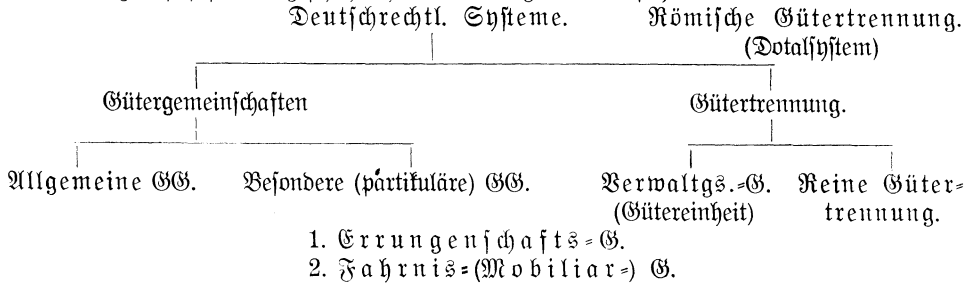 Deutschrechtl. Systeme. Römische Gütertrennung.
(Dotalsystem)
Gütergemeinschaften Gütertrennung.
Allgemeine GG. Besondere (partikuläre) GG. Verwaltgs.-G. Reine Güter-
(Gütereinheit) trennung.
1. Errungenschafts-G.
2. Fahrnis-(Mobiliar-) G.